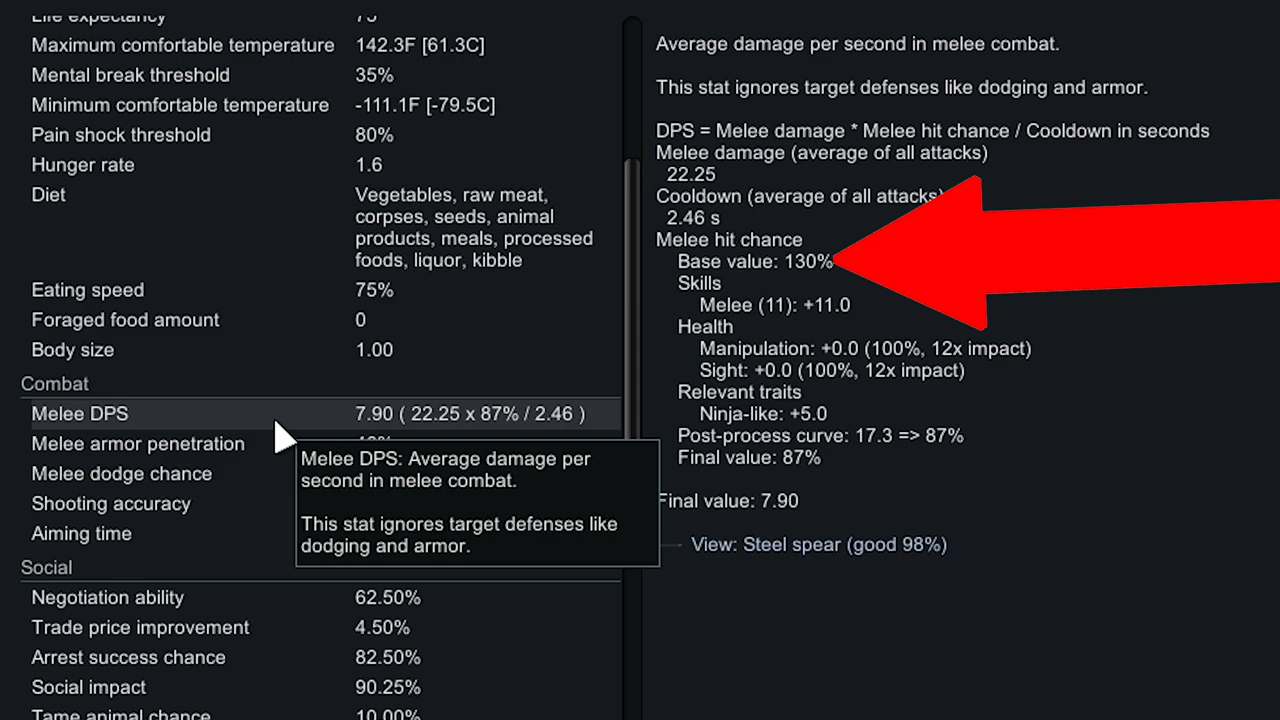 Life expectancy 75
Maximum comfortable temperature 142.3F [61.3C]
Mental break threshold 35%
Minimum comfortable temperature -111.1F [-79.5C]
Pain shock threshold 80%
Hunger rate 1.6
Diet Vegetables, raw meat,
corpses, seeds, animal
products, meals, processed
foods, liquor, kibble
Eating speed 75%
Foraged food amount 0
Body size 1.00
Combat
Melee DPS 7.90 ( 22.25 x 87% / 2.46 )
Melee armor penetration
Melee dodge chance
Shooting accuracy
Aiming time
Social
Negotiation ability 62.50%
Trade price improvement 4.50%
Arrest success chance 82.50%
Social impact 90.25%
Tame animal chance 10.00%
Melee DPS: Average damage per
second in melee combat.
This stat ignores target defenses like
dodging and armor.
Average damage per second in melee combat.
This stat ignores target defenses like dodging and armor.
DPS = Melee damage * Melee hit chance / Cooldown in seconds
Melee damage (average of all attacks)
22.25
Cooldown (average of all attacks)
2.46 s
Melee hit chance
Base value: 130%
Skills
Melee (11): +11.0
Health
Manipulation: +0.0 (100%, 12x impact)
Sight: +0.0 (100%, 12x impact)
Relevant traits
Ninja-like: +5.0
Post-process curve: 17.3 => 87%
Final value: 87%
Final value: 7.90
View: Steel spear (good 98%)